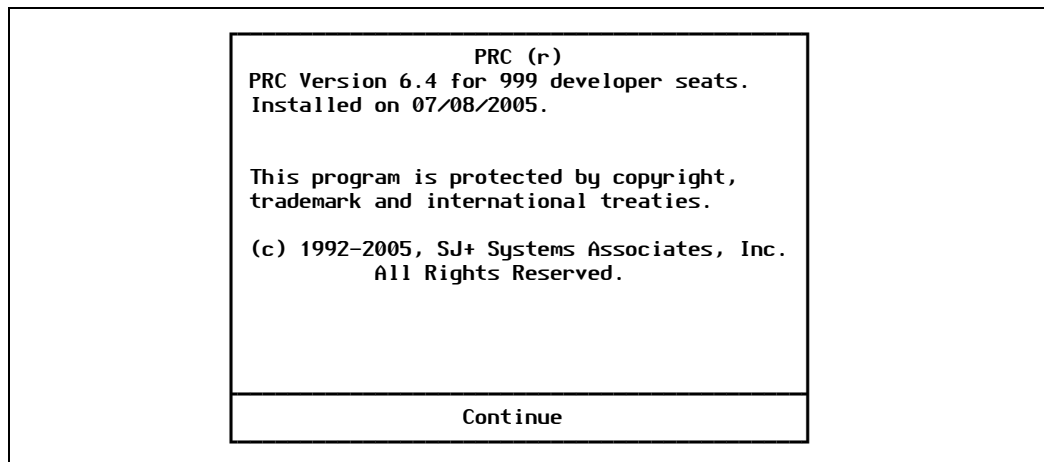 PRC (r)
PRC Version 6.4 for 999 developer seats.
Installed on 07/08/2005.
This program is protected by copyright,
trademark and international treaties.
(c) 1992-2005, SJ+ Systems Associates, Inc.
All Rights Reserved.
Continue